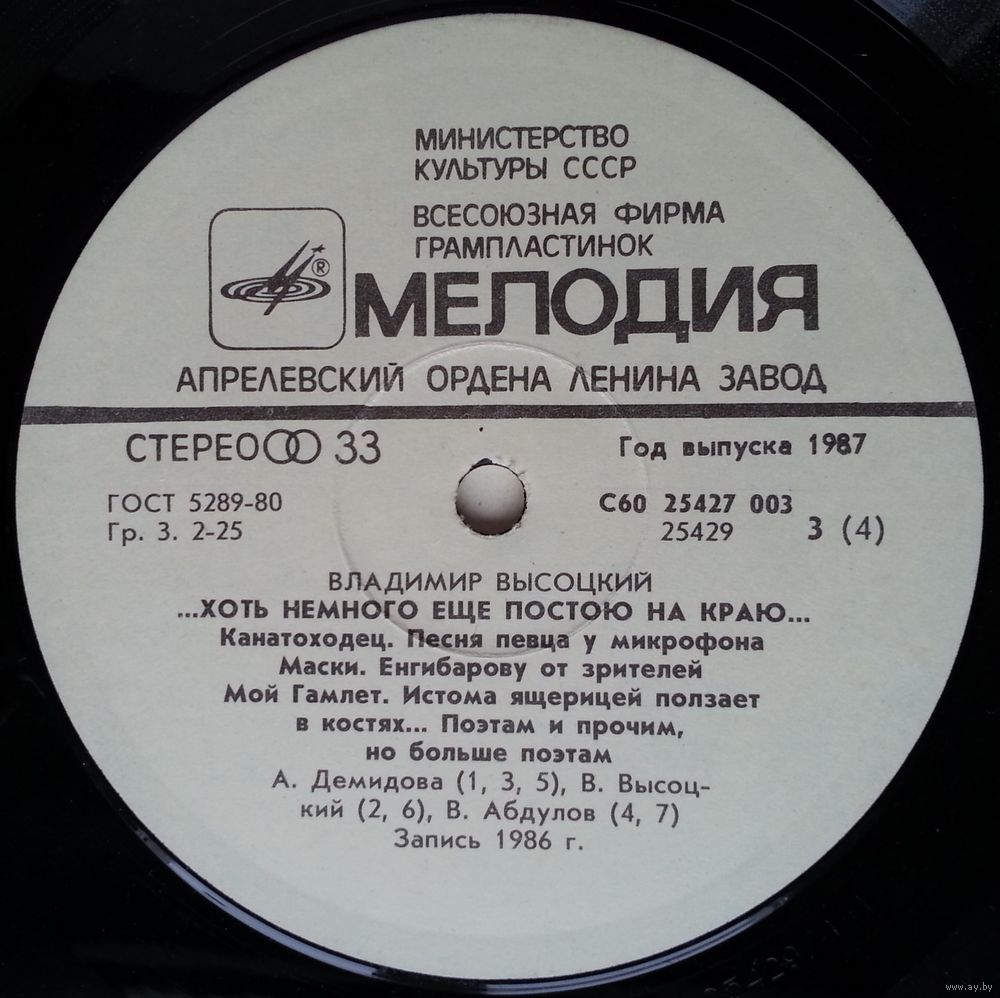 МИНИСТЕРСТВО
КУЛЬТУРЫ СССР
ВСЕСОЮЗНАЯ ФИРМА
ГРАМПЛАСТИНОК
®
МЕЛОДИЯ
АПРЕЛЕВСКИЙ ОРДЕНА ЛЕНИНА ЗАВОД
СТЕРЕО 33
Год выпуска 1987
ГОСТ 5289-80
Гр. 3. 2-25
С60 25427 003
25429
3 (4)
ВЛАДИМИР ВЫСОЦКИЙ
...ХОТЬ НЕМНОГО ЕЩЕ ПОСТОЮ НА КРАЮ...
Канатоходец. Песня певца у микрофона
Маски. Енгибарову от зрителей
Мой Гамлет. Истома ящерицей ползает
в костях... Поэтам и прочим,
но больше поэтам
А. Демидова (1, 3, 5), В. Высоц-
кий (2, 6), В. Абдулов (4, 7)
Запись 1986 г.
www.ay.by